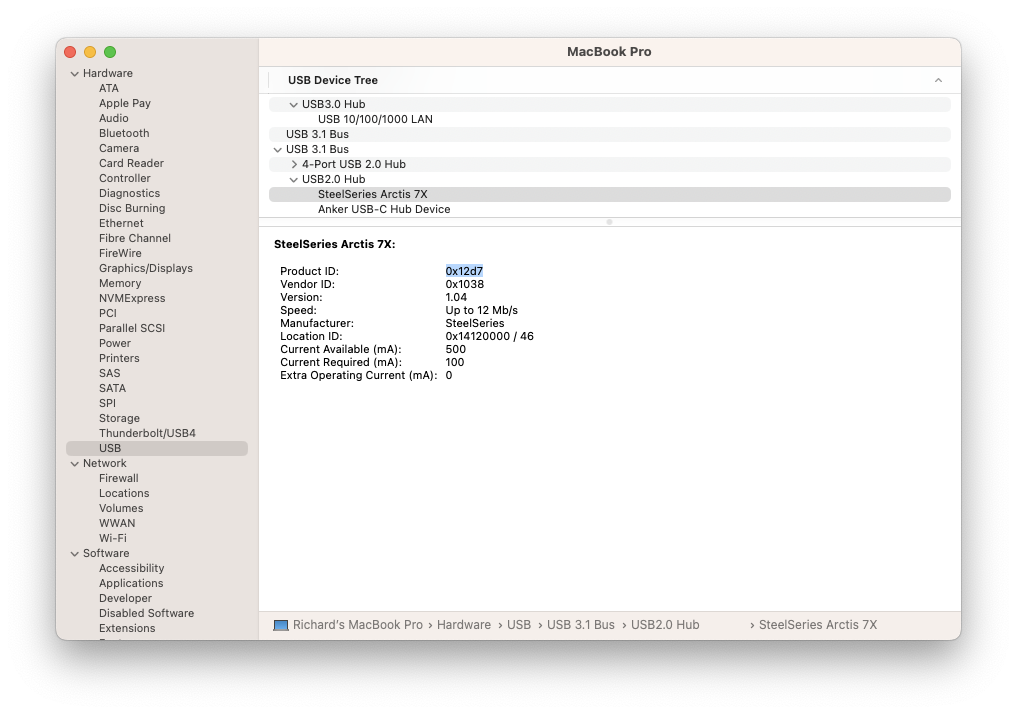 MacBook Pro
Hardware
ATA
Apple Pay
Audio
Bluetooth
Camera
Card Reader
Controller
Diagnostics
Disc Burning
Ethernet
Fibre Channel
FireWire
Graphics/Displays
Memory
NVMExpress
PCI
Parallel SCSI
Power
Printers
SAS
SATA
SPI
Storage
Thunderbolt/USB4
USB
Network
Firewall
Locations
Volumes
WWAN
Wi-Fi
Software
Accessibility
Applications
Developer
Disabled Software
Extensions
USB Device Tree
USB3.0 Hub
USB 10/100/1000 LAN
USB 3.1 Bus
USB 3.1 Bus
4-Port USB 2.0 Hub
USB2.0 Hub
SteelSeries Arctis 7X
Anker USB-C Hub Device
SteelSeries Arctis 7X:
Product ID: 0x12d7
Vendor ID: 0x1038
Version: 1.04
Speed: Up to 12 Mb/s
Manufacturer: SteelSeries
Location ID: 0x14120000 / 46
Current Available (mA): 500
Current Required (mA): 100
Extra Operating Current (mA): 0
Richard’s MacBook Pro › Hardware › USB › USB 3.1 Bus › USB2.0 Hub › SteelSeries Arctis 7X